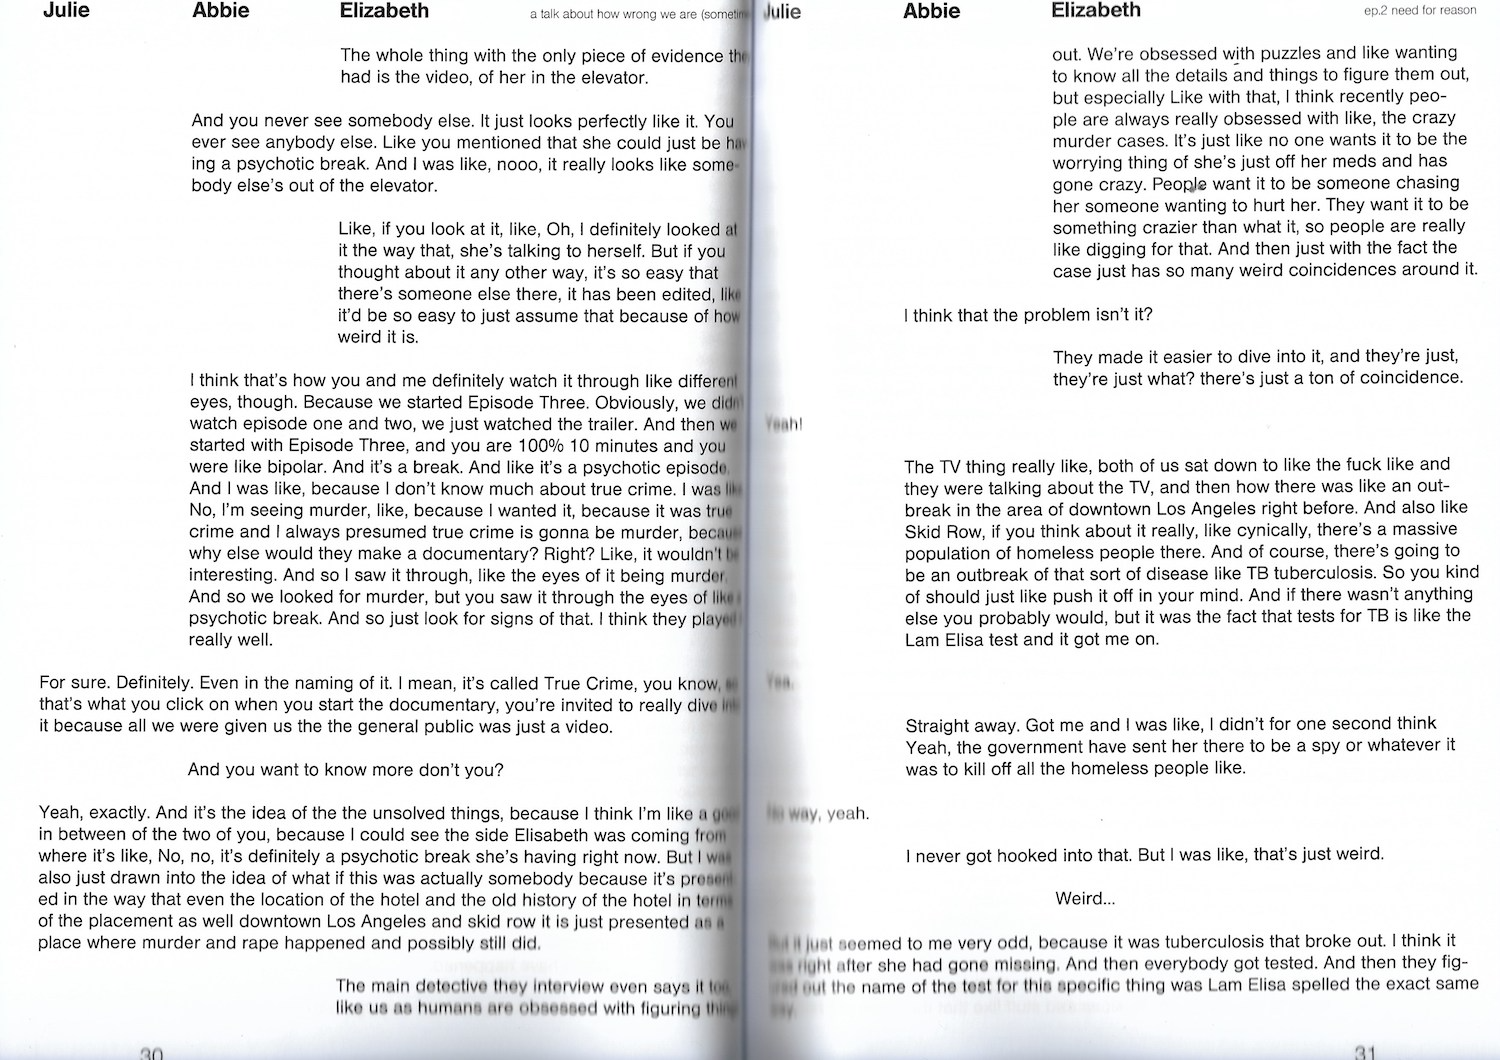 Julie Abbie Elizabeth a talk about how wrong we are
The whole thing with the only piece of evidence
had is the video, of her in the elevator.
And you never see somebody else. It just looks perfectly like it. You
ever see anybody else. Like you mentioned that she could just be
ing a psychotic break. And I was like, nooo, it really looks like some-
body else's out of the elevator.
Like, if you look at it, like, Oh, I definitely looked at
it the way that, she's talking to herself. But if you
thought about it any other way, it's so easy that
there's someone else there, it has been edited, like
it'd be so easy to just assume that because of how
weird it is.
I think that's how you and me definitely watch it through like different
eyes, though. Because we started Episode Three. Obviously, we
watch episode one and two, we just watched the trailer. And then we
started with Episode Three, and you are 100% 10 minutes and you
were like bipolar. And it's a break. And like it's a psychotic episode.
And I was like, because I don't know much about true crime. I was
No, I'm seeing murder, like, because I wanted it, because it was true
crime and I always presumed true crime is gonna be murder,
why else would they make a documentary? Right? Like, it wouldn't
interesting. And so I saw it through, like the eyes of it being murder.
And so we looked for murder, but you saw it through the eyes of like
psychotic break. And so just look for signs of that. I think they played
really well.
For sure. Definitely. Even in the naming of it. I mean, it's called True Crime, you know,
that's what you click on when you start the documentary, you're invited to really dive
it because all we were given us the the general public was just a video.
And you want to know more don't you?
Yeah, exactly. And it's the idea of the the unsolved things, because I think I'm like a
in between of the two of you, because I could see the side Elisabeth was coming from
where it's like, No, no, it's definitely a psychotic break she's having right now. But I was
also just drawn into the idea of what if this was actually somebody because it's present-
ed in the way that even the location of the hotel and the old history of the hotel in terms
of the placement as well downtown Los Angeles and skid row it is just presented as a
place where murder and rape happened and possibly still did.
The main detective they interview even says it too,
like us as humans are obsessed with figuring
30
Julie Abbie Elizabeth ep.2 need for reason
out. We're obsessed with puzzles and like wanting
to know all the details and things to figure them out,
but especially Like with that, I think recently peo-
ple are always really obsessed with like, the crazy
murder cases. It's just like no one wants it to be the
worrying thing of she's just off her meds and has
gone crazy. People want it to be someone chasing
her someone wanting to hurt her. They want it to be
something crazier than what it, so people are really
like digging for that. And then just with the fact the
case just has so many weird coincidences around it.
I think that the problem isn't it?
They made it easier to dive into it, and they're just,
they're just what? there's just a ton of coincidence.
Yeah!
The TV thing really like, both of us sat down to like the fuck like and
they were talking about the TV, and then how there was like an out-
break in the area of downtown Los Angeles right before. And also like
Skid Row, if you think about it really, like cynically, there's a massive
population of homeless people there. And of course, there's going to
be an outbreak of that sort of disease like TB tuberculosis. So you kind
of should just like push it off in your mind. And if there wasn't anything
else you probably would, but it was the fact that tests for TB is like the
Lam Elisa test and it got me on.
Yea.
Straight away. Got me and I was like, I didn't for one second think
Yeah, the government have sent her there to be a spy or whatever it
was to kill off all the homeless people like.
way, yeah.
I never got hooked into that. But I was like, that's just weird.
Weird...
it just seemed to me very odd, because it was tuberculosis that broke out. I think it
was right after she had gone missing. And then everybody got tested. And then they fig-
out the name of the test for this specific thing was Lam Elisa spelled the exact same
way.
31